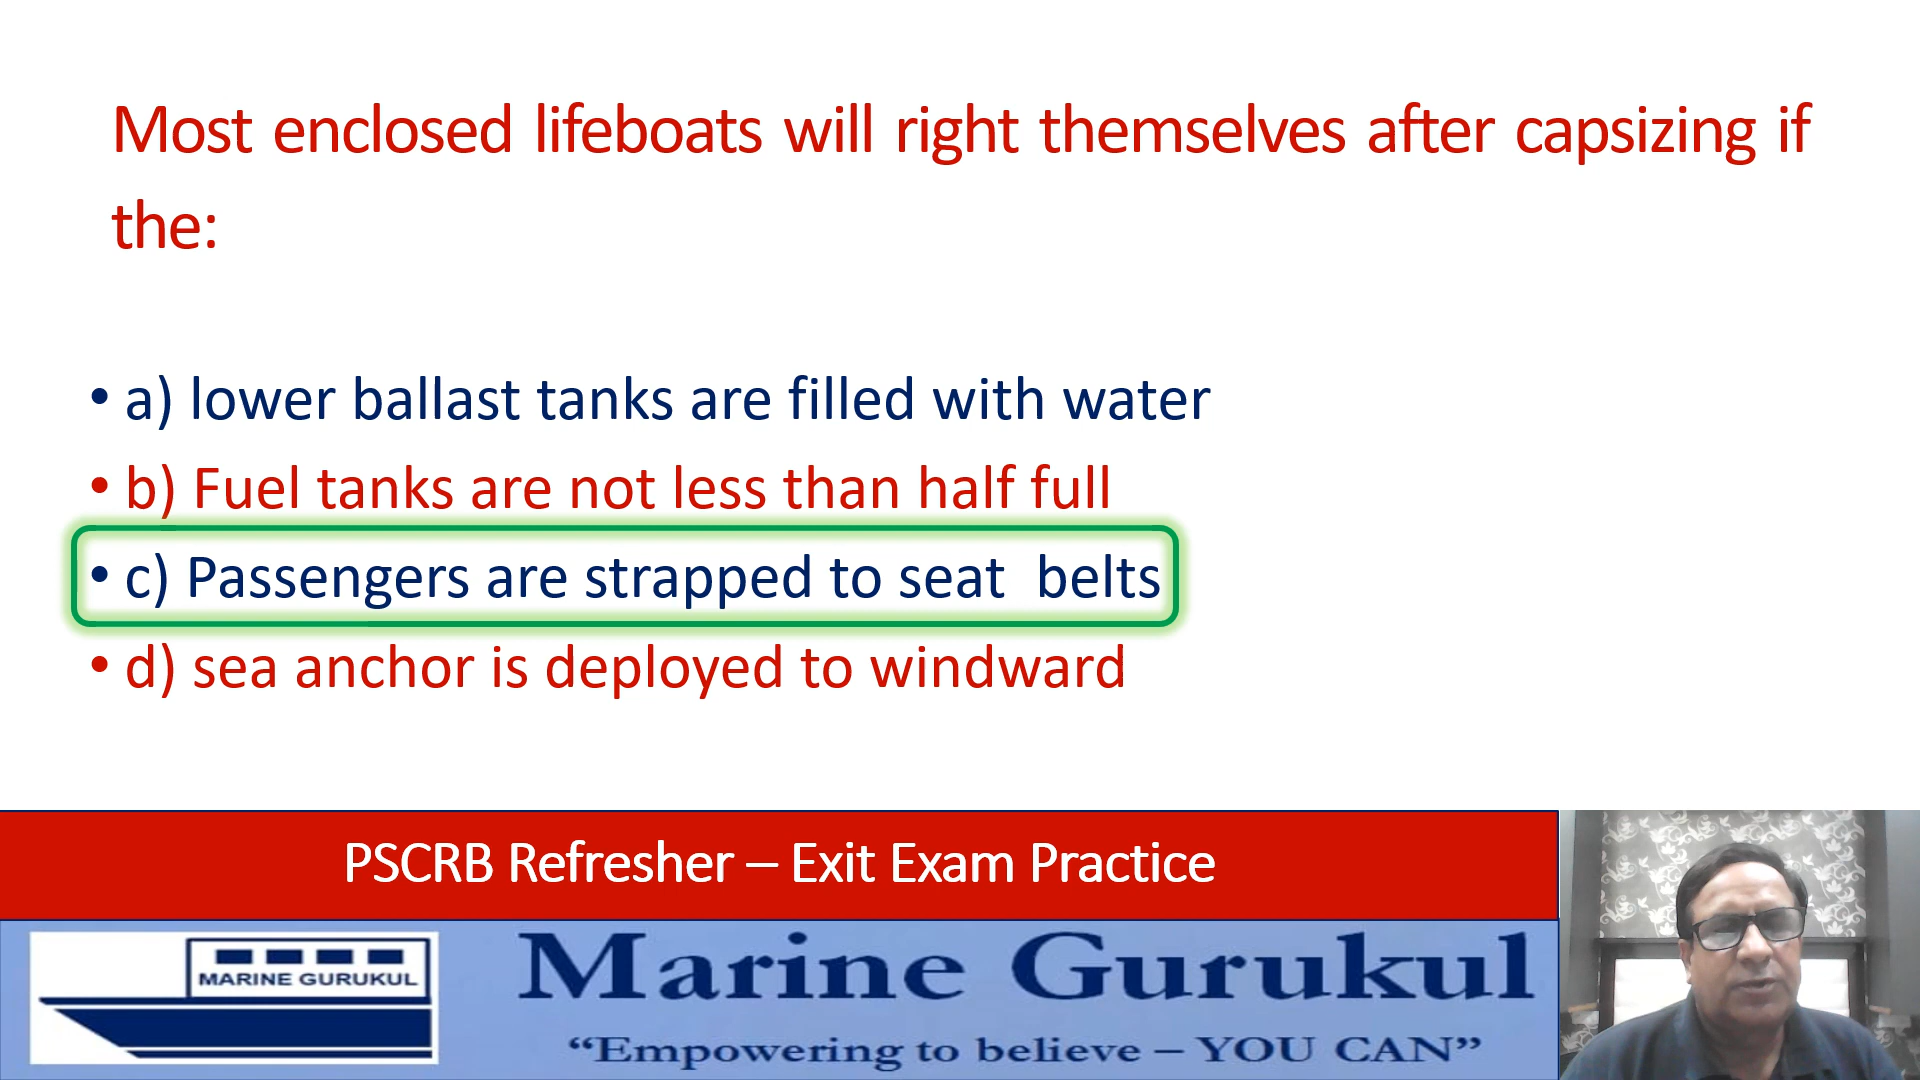 Most enclosed lifeboats will right themselves after capsizing if
the:
• a) lower ballast tanks are filled with water
• b) Fuel tanks are not less than half full
• c) Passengers are strapped to seat  belts
• d) sea anchor is deployed to windward
PSCRB Refresher – Exit Exam Practice
MARINE GURUKUL
Marine Gurukul
“Empowering to believe – YOU CAN”